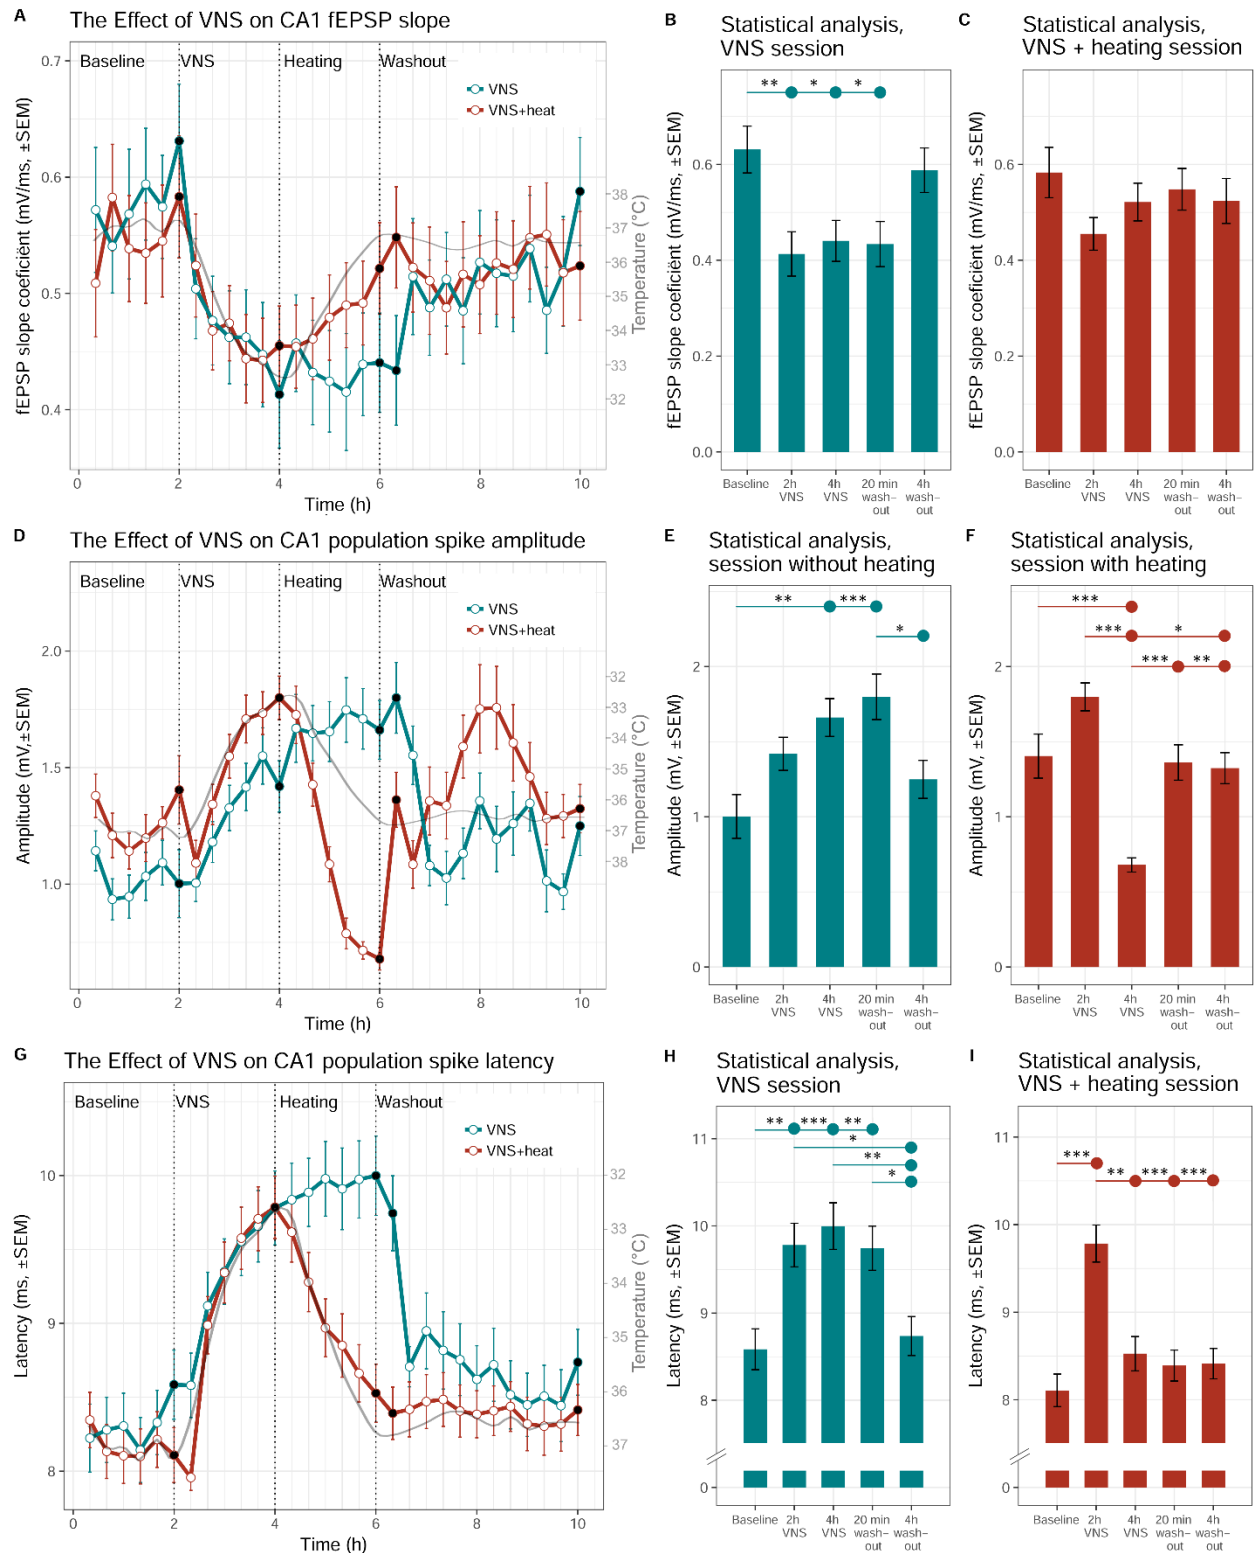 A
The Effect of VNS on CA1 fEPSP slope
Baseline
VNS
Heating
Washout
VNS
VNS+heat
0.7
0.6
0.5
0.4
fEPSP slope coeficiënt (mV/ms, ±SEM)
38
37
36
35
34
33
32
Temperature (°C)
0
2
4
6
8
10
Time (h)
B
Statistical analysis,
VNS session
** * *
0.6
0.4
0.2
0.0
fEPSP slope coeficiënt (mV/ms, ±SEM)
Baseline
2h
VNS
4h
VNS
20 min
wash-
out
4h
wash-
out
C
Statistical analysis,
VNS + heating session
0.6
0.4
0.2
0.0
fEPSP slope coeficiënt (mV/ms, ±SEM)
Baseline
2h
VNS
4h
VNS
20 min
wash-
out
4h
wash-
out
D
The Effect of VNS on CA1 population spike amplitude
Baseline
VNS
Heating
Washout
VNS
VNS+heat
2.0
1.5
1.0
Amplitude (mV,±SEM)
32
33
34
35
36
37
38
Temperature (°C)
0
2
4
6
8
10
Time (h)
E
Statistical analysis,
session without heating
** ***
*
2
1
0
Amplitude (mV, ±SEM)
Baseline
2h
VNS
4h
VNS
20 min
wash-
out
4h
wash-
out
F
Statistical analysis,
session with heating
***
*** *
*** **
2
1
0
Amplitude (mV, ±SEM)
Baseline
2h
VNS
4h
VNS
20 min
wash-
out
4h
wash-
out
G
The Effect of VNS on CA1 population spike latency
Baseline
VNS
Heating
Washout
VNS
VNS+heat
10
9
8
Latency (ms, ±SEM)
32
33
34
35
36
37
Temperature (°C)
0
2
4
6
8
10
Time (h)
H
Statistical analysis,
VNS session
** *** **
*
**
*
11
10
9
8
0
Latency (ms, ±SEM)
Baseline
2h
VNS
4h
VNS
20 min
wash-
out
4h
wash-
out
I
Statistical analysis,
VNS + heating session
***
** *** ***
11
10
9
8
0
Latency (ms, ±SEM)
Baseline
2h
VNS
4h
VNS
20 min
wash-
out
4h
wash-
out